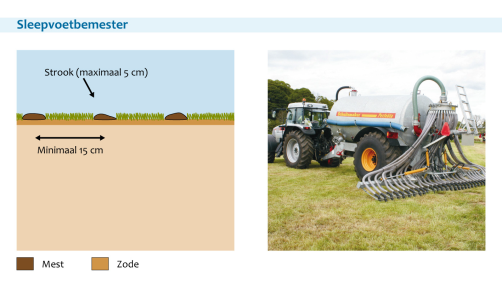 Sleepvoetbemester
Strook (maximaal 5 cm)
Minimaal 15 cm
Mest
Zode